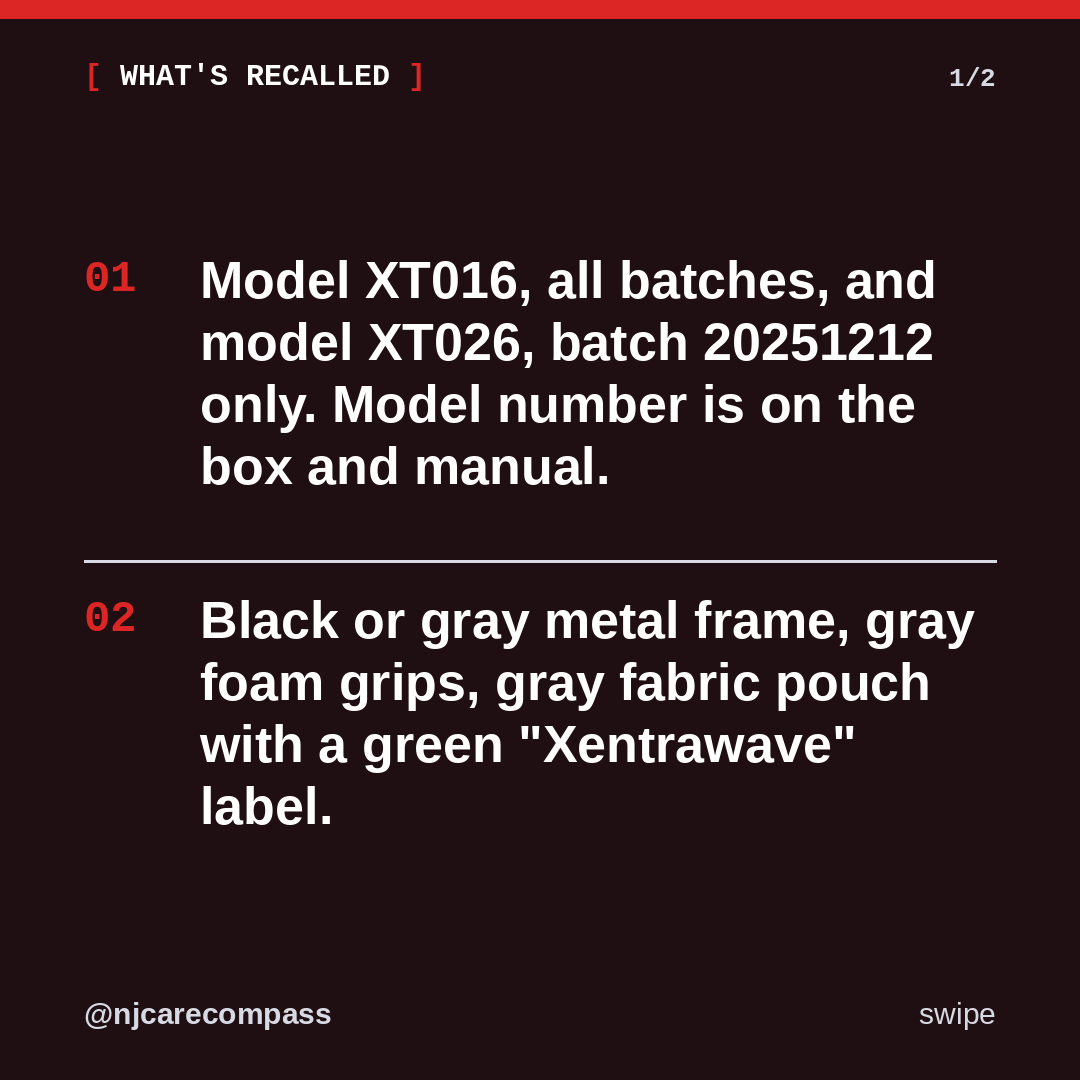 [ WHAT'S RECALLED ]
1/2
01
Model XT016, all batches, and
model XT026, batch 20251212
only. Model number is on the
box and manual.
02
Black or gray metal frame, gray
foam grips, gray fabric pouch
with a green "Xentrawave"
label.
@njcarecompass
swipe